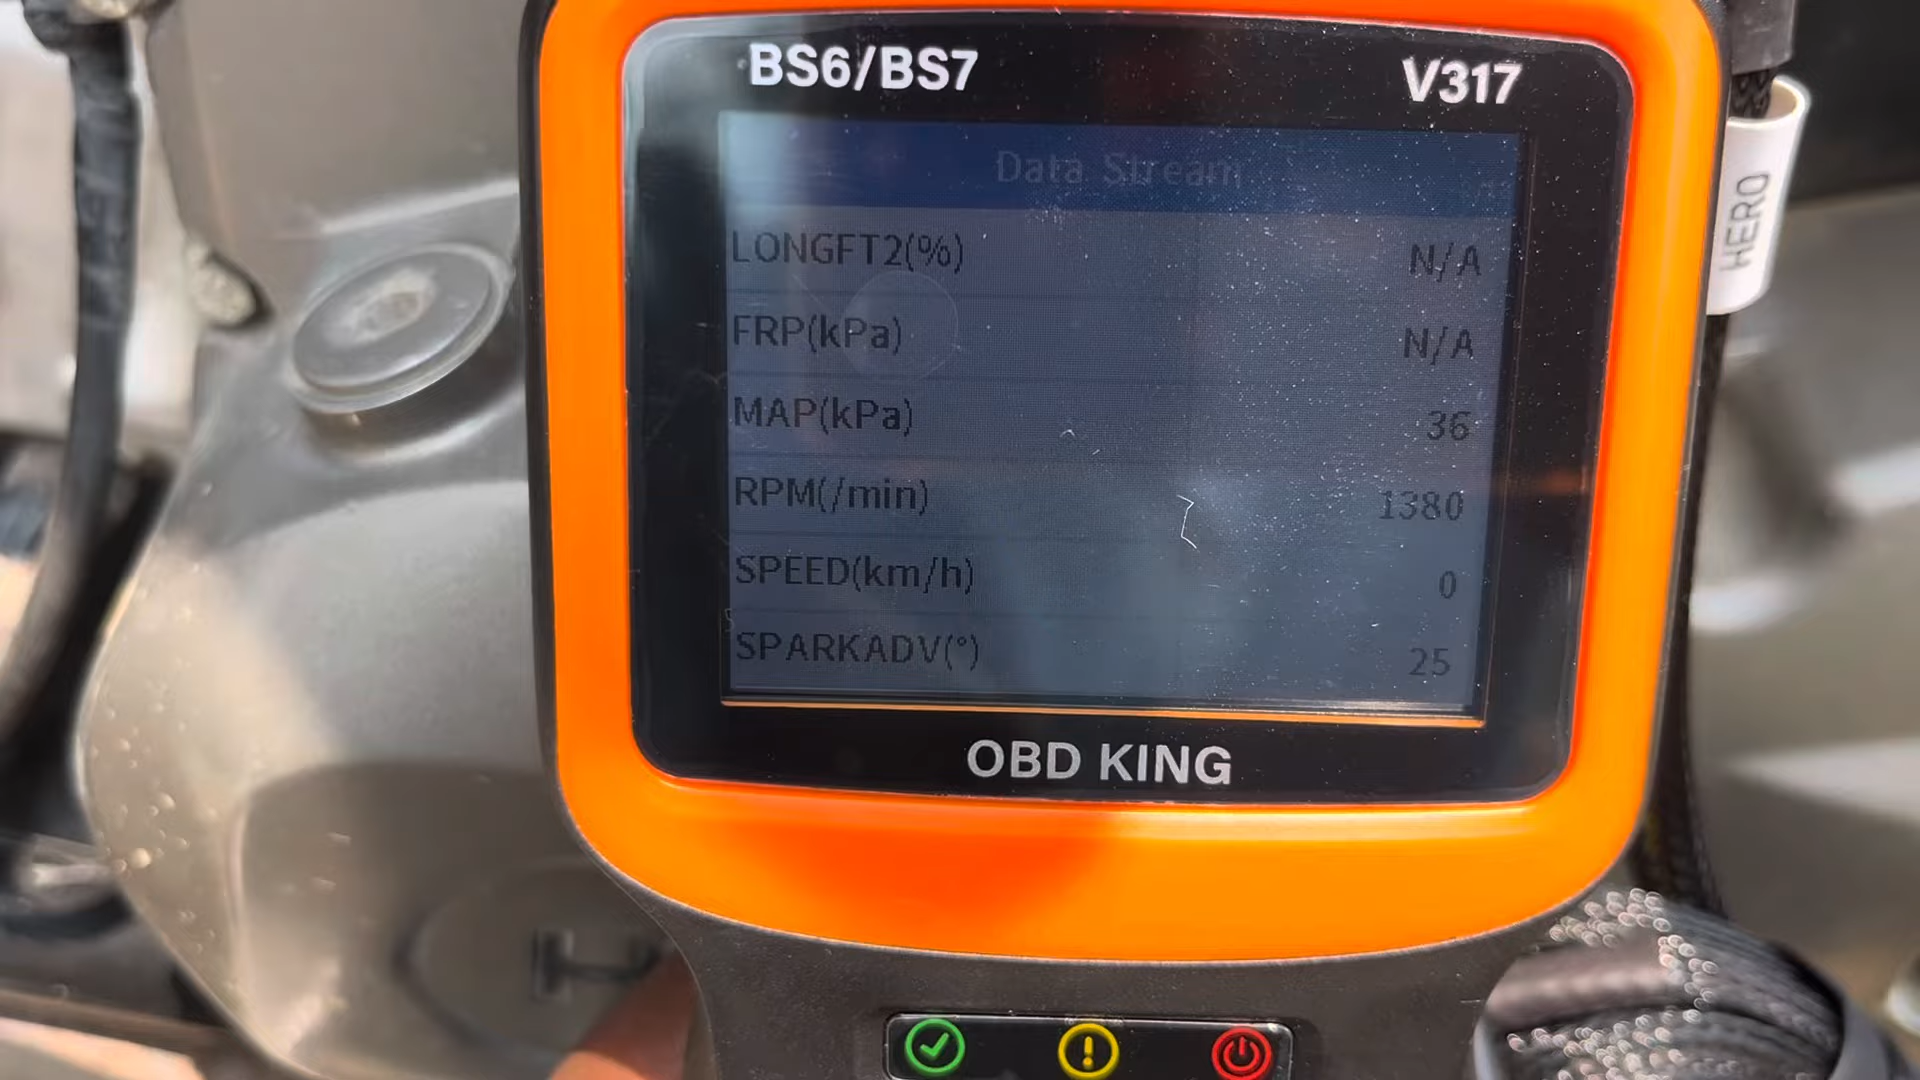 BS6/BS7 V317
Data Stream
LONGFT2(%) N/A
FRP(kPa) N/A
MAP(kPa) 36
RPM(/min) 1380
SPEED(km/h) 0
SPARKADV(°) 25
OBD KING
HERO